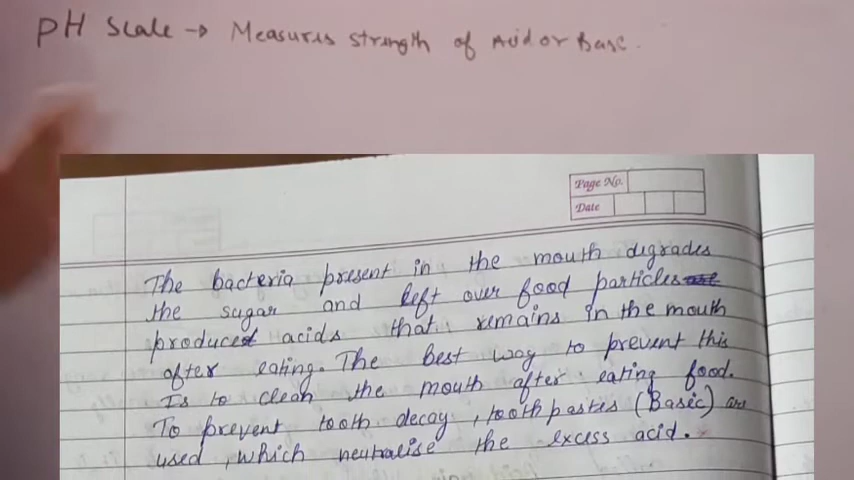 pH Scale → Measures strength of Acid or Base.
Page No.
Date
The bacteria present in the mouth degrades
the sugar and left over food particles
produced acids that remains in the mouth
after eating. The best way to prevent this
Is to clean the mouth after eating food.
To prevent tooth decay, tooth pastes (Basic) are
used, which neutralise the excess acid.